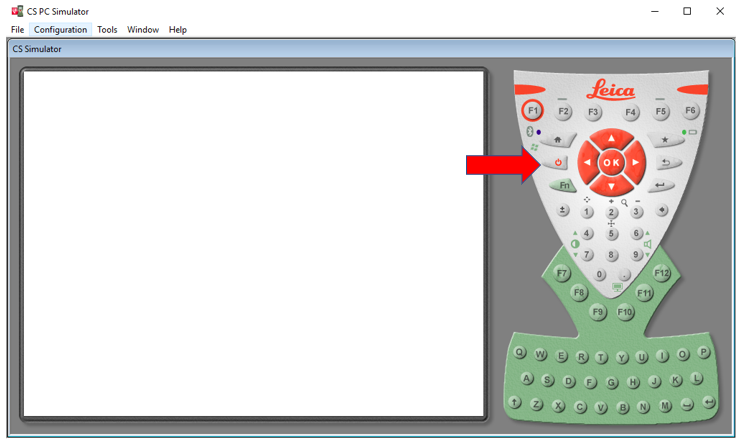 CS PC Simulator
File Configuration Tools Window Help
CS Simulator
Leica
F1 F2 F3 F4 F5 F6
OK
Fn
1 2 3
4 5 6
7 8 9
0 .
F7 F12
F8 F11
F9 F10
Q W E R T Y U I O P
A S D F G H J K L
Z X C V B N M